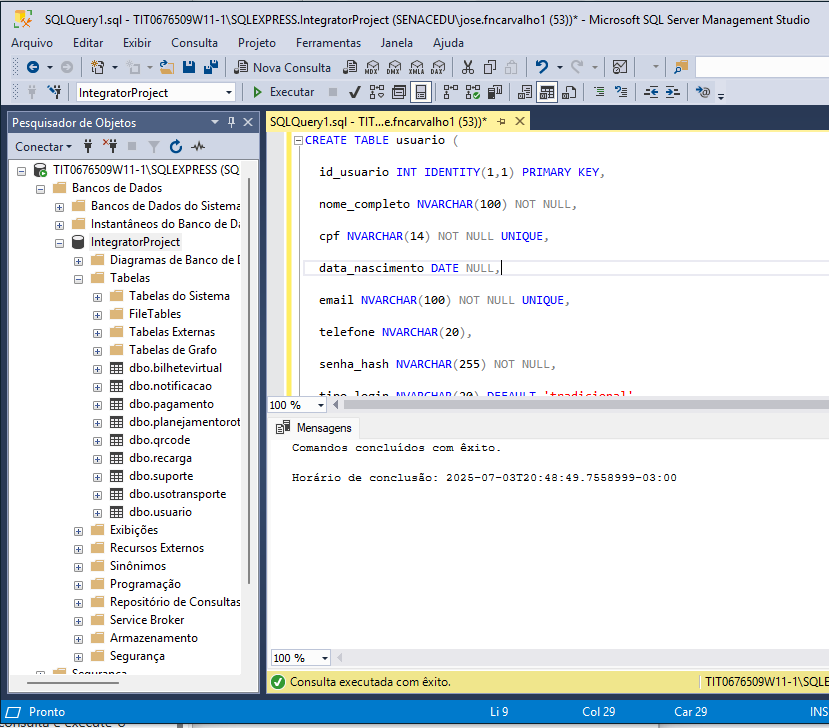 SQLQuery1.sql - TIT0676509W11-1\SQLEXPRESS.IntegratorProject (SENACEDU\jose.fncarvalho1 (53))* - Microsoft SQL Server Management Studio
Arquivo Editar Exibir Consulta Projeto Ferramentas Janela Ajuda
Nova Consulta MDX DMX XMLA DAX
IntegratorProject Executar
Pesquisador de Objetos
SQLQuery1.sql - TIT...e.fncarvalho1 (53))*
Conectar
TIT0676509W11-1\SQLEXPRESS (SQ
Bancos de Dados
Bancos de Dados do Sistema
Instantâneos do Banco de Da
IntegratorProject
Diagramas de Banco de D
Tabelas
Tabelas do Sistema
FileTables
Tabelas Externas
Tabelas de Grafo
dbo.bilhetevirtual
dbo.notificacao
dbo.pagamento
dbo.planejamentorot
dbo.qrcode
dbo.recarga
dbo.suporte
dbo.usotransporte
dbo.usuario
Exibições
Recursos Externos
Sinônimos
Programação
Repositório de Consultas
Service Broker
Armazenamento
Segurança
Segurança
CREATE TABLE usuario (
id_usuario INT IDENTITY(1,1) PRIMARY KEY,
nome_completo NVARCHAR(100) NOT NULL,
cpf NVARCHAR(14) NOT NULL UNIQUE,
data_nascimento DATE NULL,
email NVARCHAR(100) NOT NULL UNIQUE,
telefone NVARCHAR(20),
senha_hash NVARCHAR(255) NOT NULL,
tipo_login NVARCHAR(20) DEFAULT 'tradicional'
100 %
Mensagens
Comandos concluídos com êxito.
Horário de conclusão: 2025-07-03T20:48:49.7558999-03:00
100 %
Consulta executada com êxito. TIT0676509W11-1\SQLE
Pronto Li 9 Col 29 Car 29 INS